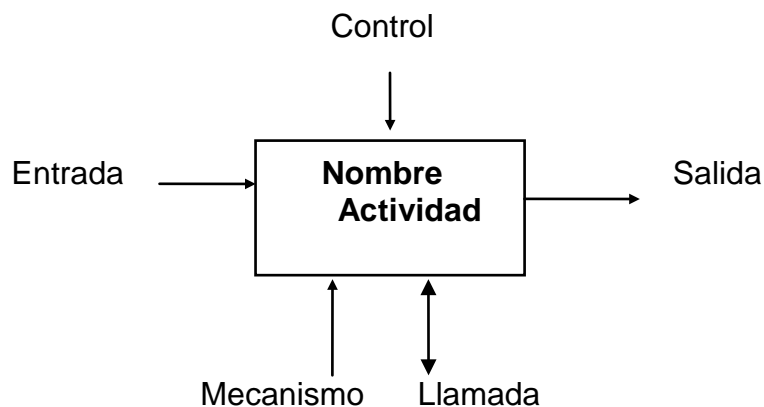 Control
Entrada
Nombre
Actividad
Salida
Mecanismo
Llamada